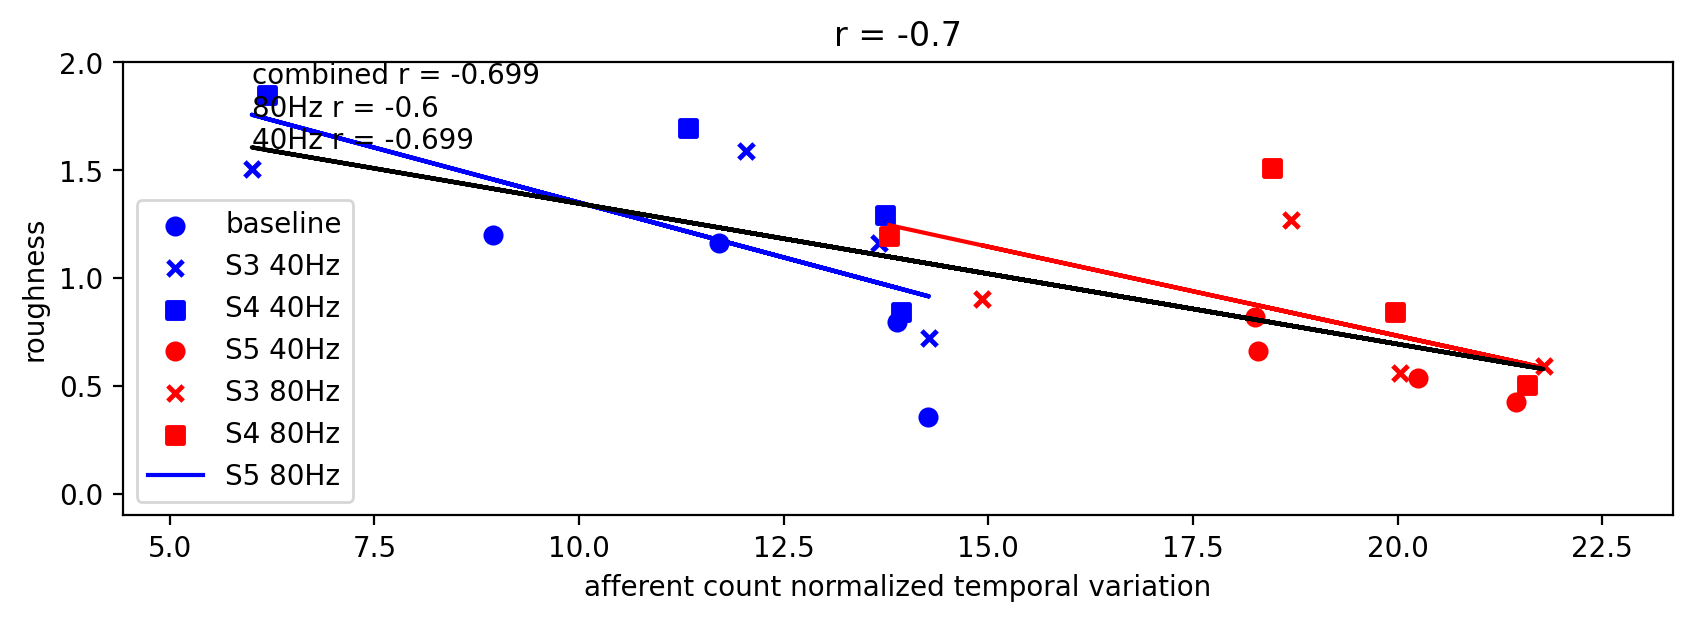 r = -0.7
combined r = -0.699
80Hz r = -0.6
40Hz r = -0.699
2.0
1.5
1.0
0.5
0.0
roughness
baseline
S3 40Hz
S4 40Hz
S5 40Hz
S3 80Hz
S4 80Hz
S5 80Hz
5.0 7.5 10.0 12.5 15.0 17.5 20.0 22.5
afferent count normalized temporal variation